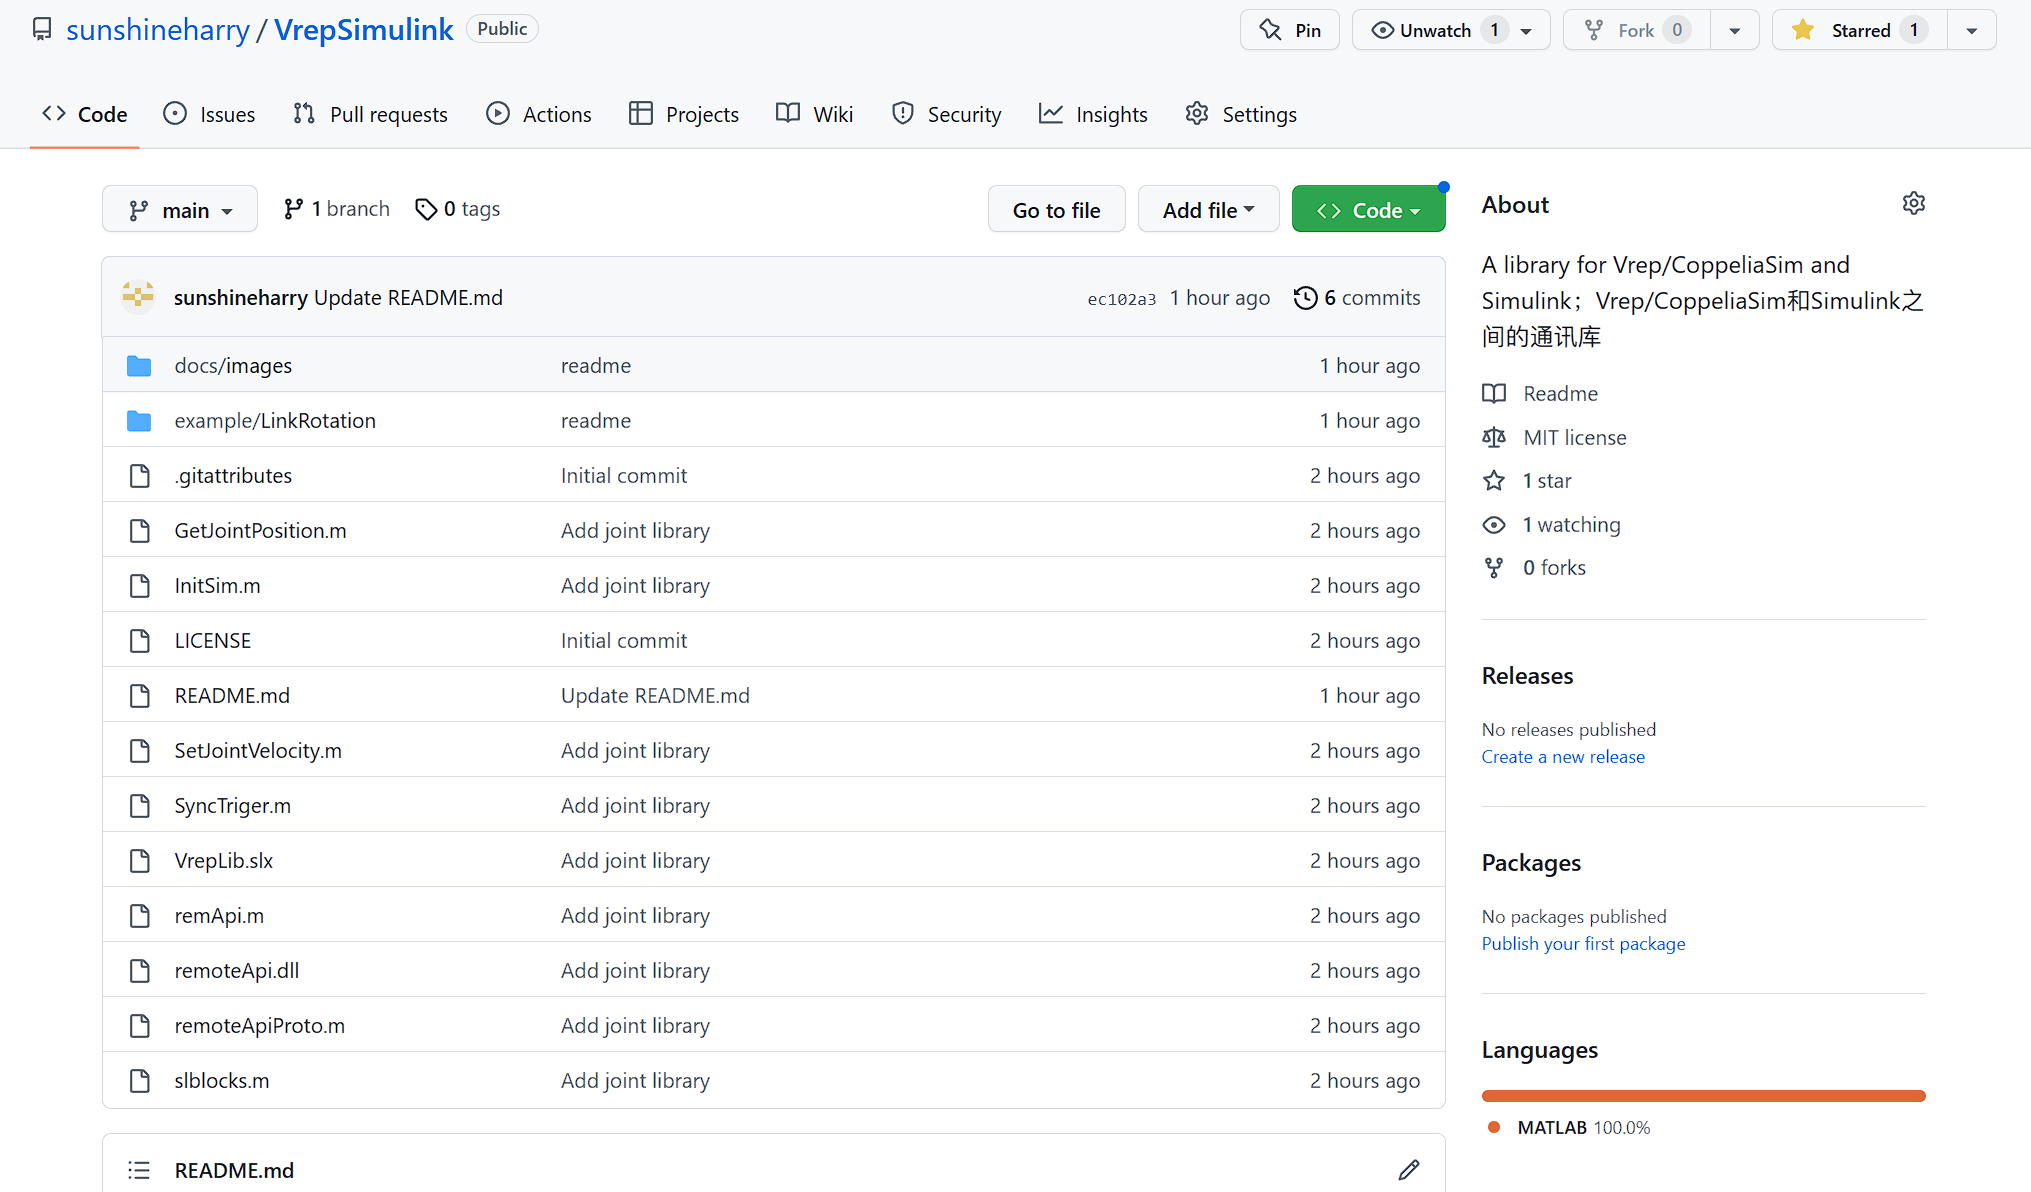 sunshineharry / VrepSimulink Public
Pin Unwatch 1 Fork 0 Starred 1
Code Issues Pull requests Actions Projects Wiki Security Insights Settings
main 1 branch 0 tags Go to file Add file Code
sunshineharry Update README.md ec102a3 1 hour ago 6 commits
docs/images readme 1 hour ago
example/LinkRotation readme 1 hour ago
.gitattributes Initial commit 2 hours ago
GetJointPosition.m Add joint library 2 hours ago
InitSim.m Add joint library 2 hours ago
LICENSE Initial commit 2 hours ago
README.md Update README.md 1 hour ago
SetJointVelocity.m Add joint library 2 hours ago
SyncTriger.m Add joint library 2 hours ago
VrepLib.slx Add joint library 2 hours ago
remApi.m Add joint library 2 hours ago
remoteApi.dll Add joint library 2 hours ago
remoteApiProto.m Add joint library 2 hours ago
slblocks.m Add joint library 2 hours ago
README.md
About
A library for Vrep/CoppeliaSim and
Simulink；Vrep/CoppeliaSim和Simulink之
间的通讯库
Readme
MIT license
1 star
1 watching
0 forks
Releases
No releases published
Create a new release
Packages
No packages published
Publish your first package
Languages
MATLAB 100.0%